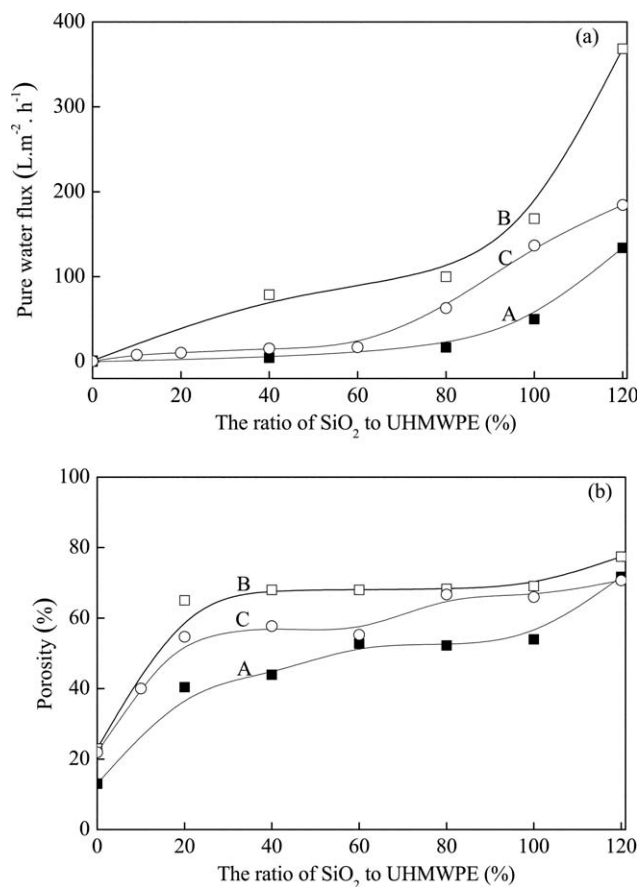 (a)
400
300
200
100
0
Pure water flux (L.m⁻². h⁻¹)
B
C
A
0 20 40 60 80 100 120
The ratio of SiO₂ to UHMWPE (%)
(b)
100
80
60
40
20
0
Porosity (%)
B
C
A
0 20 40 60 80 100 120
The ratio of SiO₂ to UHMWPE (%)